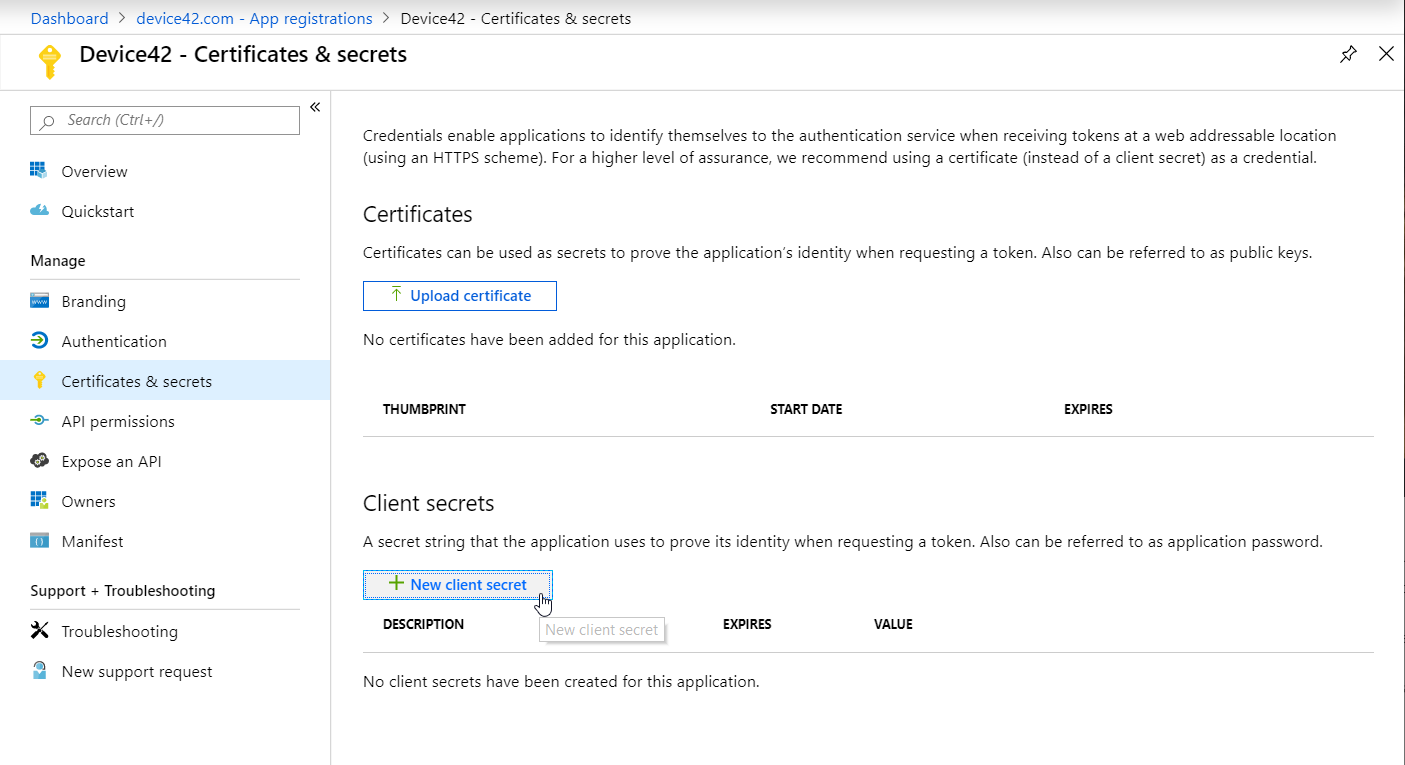 Dashboard > device42.com - App registrations > Device42 - Certificates & secrets
Device42 - Certificates & secrets
«
Search (Ctrl+/)
Overview
Quickstart
Manage
Branding
Authentication
Certificates & secrets
API permissions
Expose an API
Owners
Manifest
Support + Troubleshooting
Troubleshooting
New support request
Credentials enable applications to identify themselves to the authentication service when receiving tokens at a web addressable location
(using an HTTPS scheme). For a higher level of assurance, we recommend using a certificate (instead of a client secret) as a credential.
Certificates
Certificates can be used as secrets to prove the application’s identity when requesting a token. Also can be referred to as public keys.
Upload certificate
No certificates have been added for this application.
THUMBPRINT START DATE EXPIRES
Client secrets
A secret string that the application uses to prove its identity when requesting a token. Also can be referred to as application password.
New client secret
DESCRIPTION EXPIRES VALUE
New client secret
No client secrets have been created for this application.